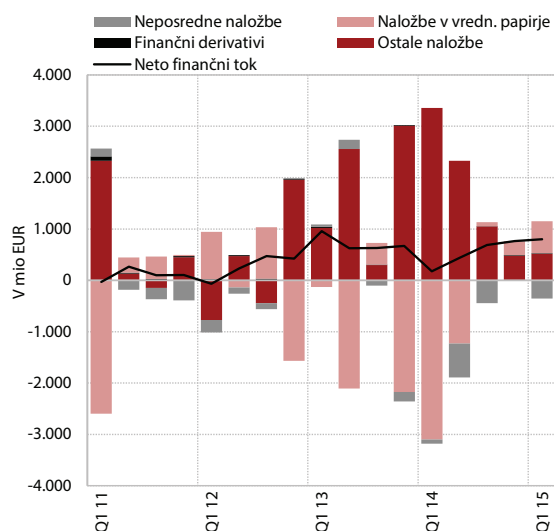 Neposredne naložbe
Naložbe v vredn. papirje
Finančni derivativi
Ostale naložbe
Neto finančni tok
V mio EUR
4.000
3.000
2.000
1.000
0
-1.000
-2.000
-3.000
-4.000
Q1 11
Q1 12
Q1 13
Q1 14
Q1 15